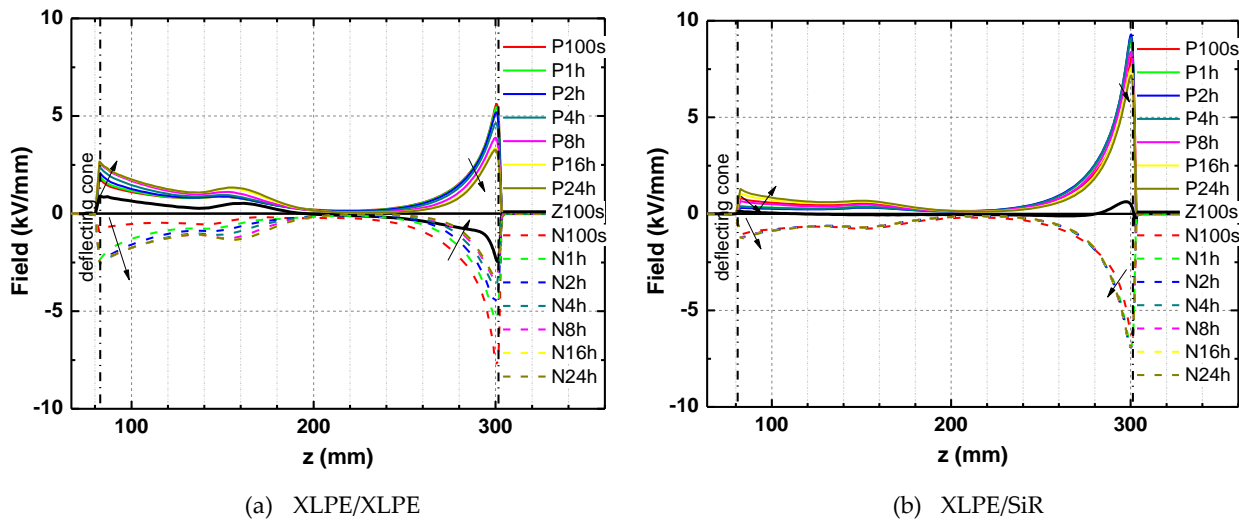 10
5
0
-5
-10
Field (kV/mm)
deflecting cone
100
200
300
z (mm)
P100s
P1h
P2h
P4h
P8h
P16h
P24h
Z100s
N100s
N1h
N2h
N4h
N8h
N16h
N24h
(a) XLPE/XLPE
10
5
0
-5
-10
Field (kV/mm)
deflecting cone
100
200
300
z (mm)
P100s
P1h
P2h
P4h
P8h
P16h
P24h
Z100s
N100s
N1h
N2h
N4h
N8h
N16h
N24h
(b) XLPE/SiR